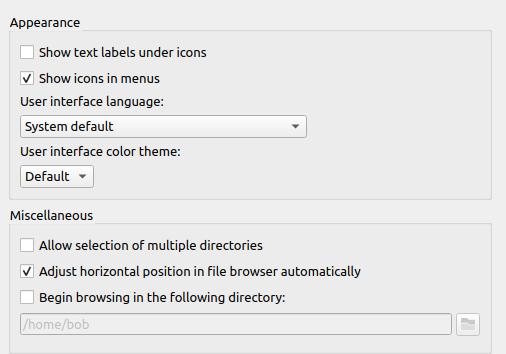 Appearance
Show text labels under icons
Show icons in menus
User interface language:
System default
User interface color theme:
Default
Miscellaneous
Allow selection of multiple directories
Adjust horizontal position in file browser automatically
Begin browsing in the following directory:
/home/bob